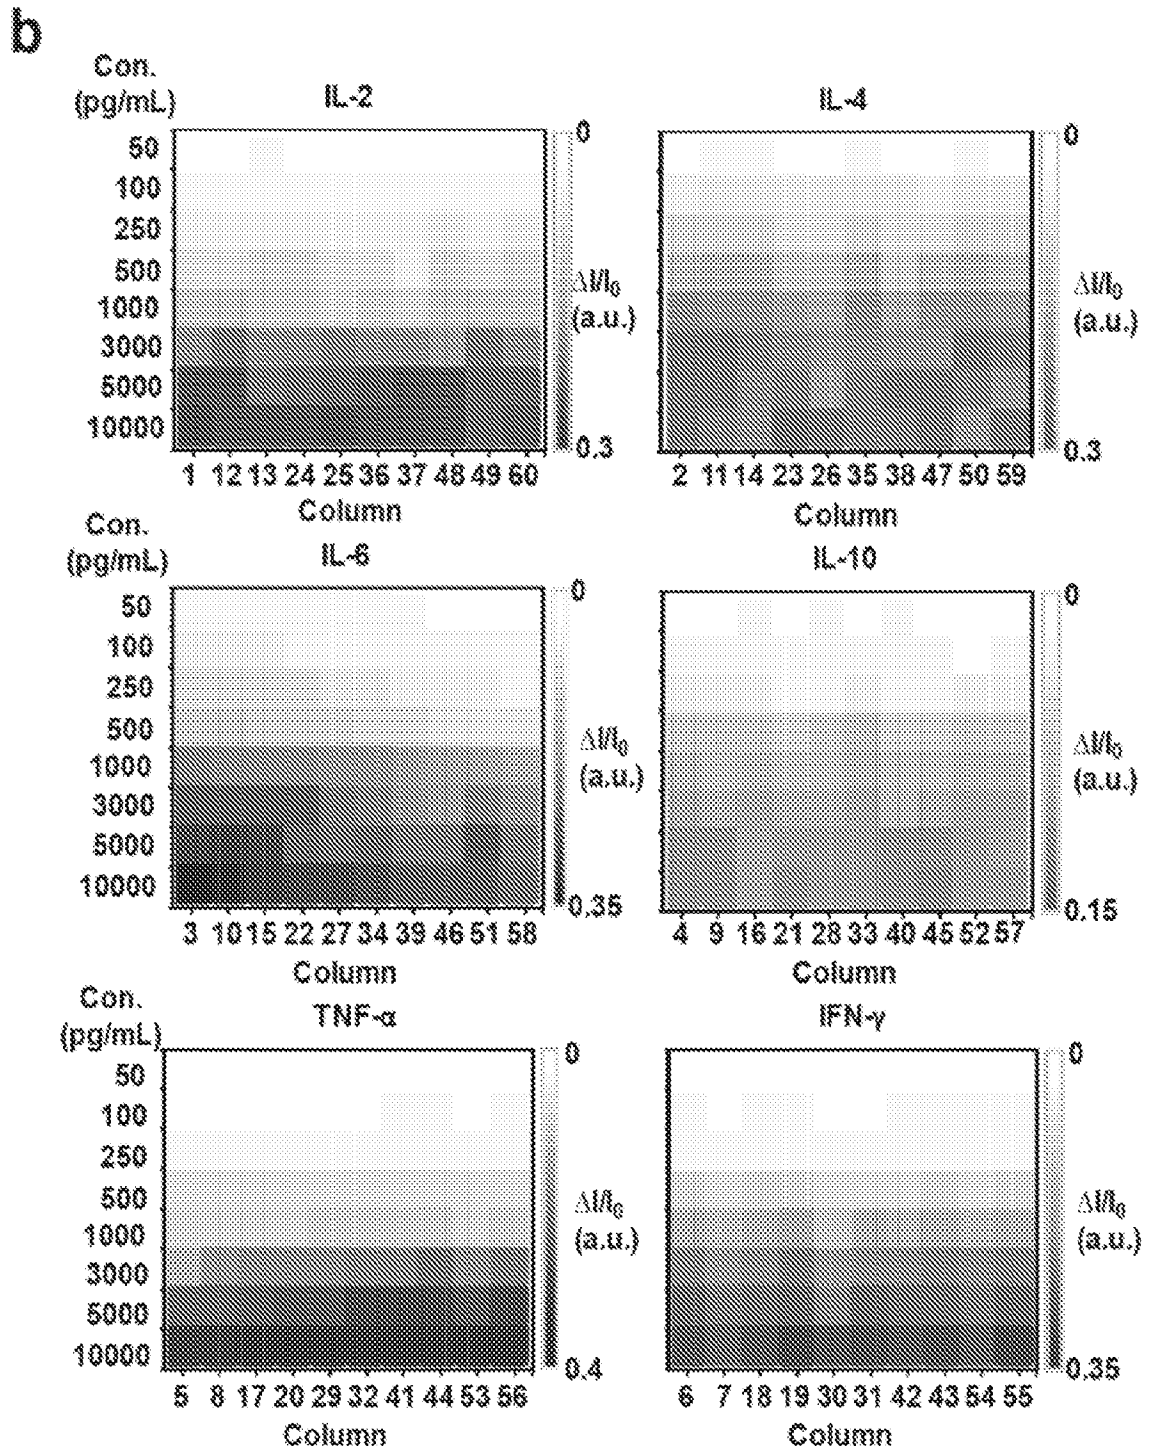 b
Con.
(pg/mL)
IL-2
IL-4
50
100
250
500
1000
3000
5000
10000
0
ΔI/I₀
(a.u.)
0.3
0
ΔI/I₀
(a.u.)
0.3
1 12 13 24 25 36 37 48 49 60
2 11 14 23 26 35 38 47 50 59
Column
Column
Con.
(pg/mL)
IL-6
IL-10
50
100
250
500
1000
3000
5000
10000
0
ΔI/I₀
(a.u.)
0.35
0
ΔI/I₀
(a.u.)
0.15
3 10 15 22 27 34 39 46 51 58
4 9 16 21 28 33 40 45 52 57
Column
Column
Con.
(pg/mL)
TNF-α
IFN-γ
50
100
250
500
1000
3000
5000
10000
0
ΔI/I₀
(a.u.)
0.4
0
ΔI/I₀
(a.u.)
0.35
5 8 17 20 29 32 41 44 53 56
6 7 18 19 30 31 42 43 54 55
Column
Column